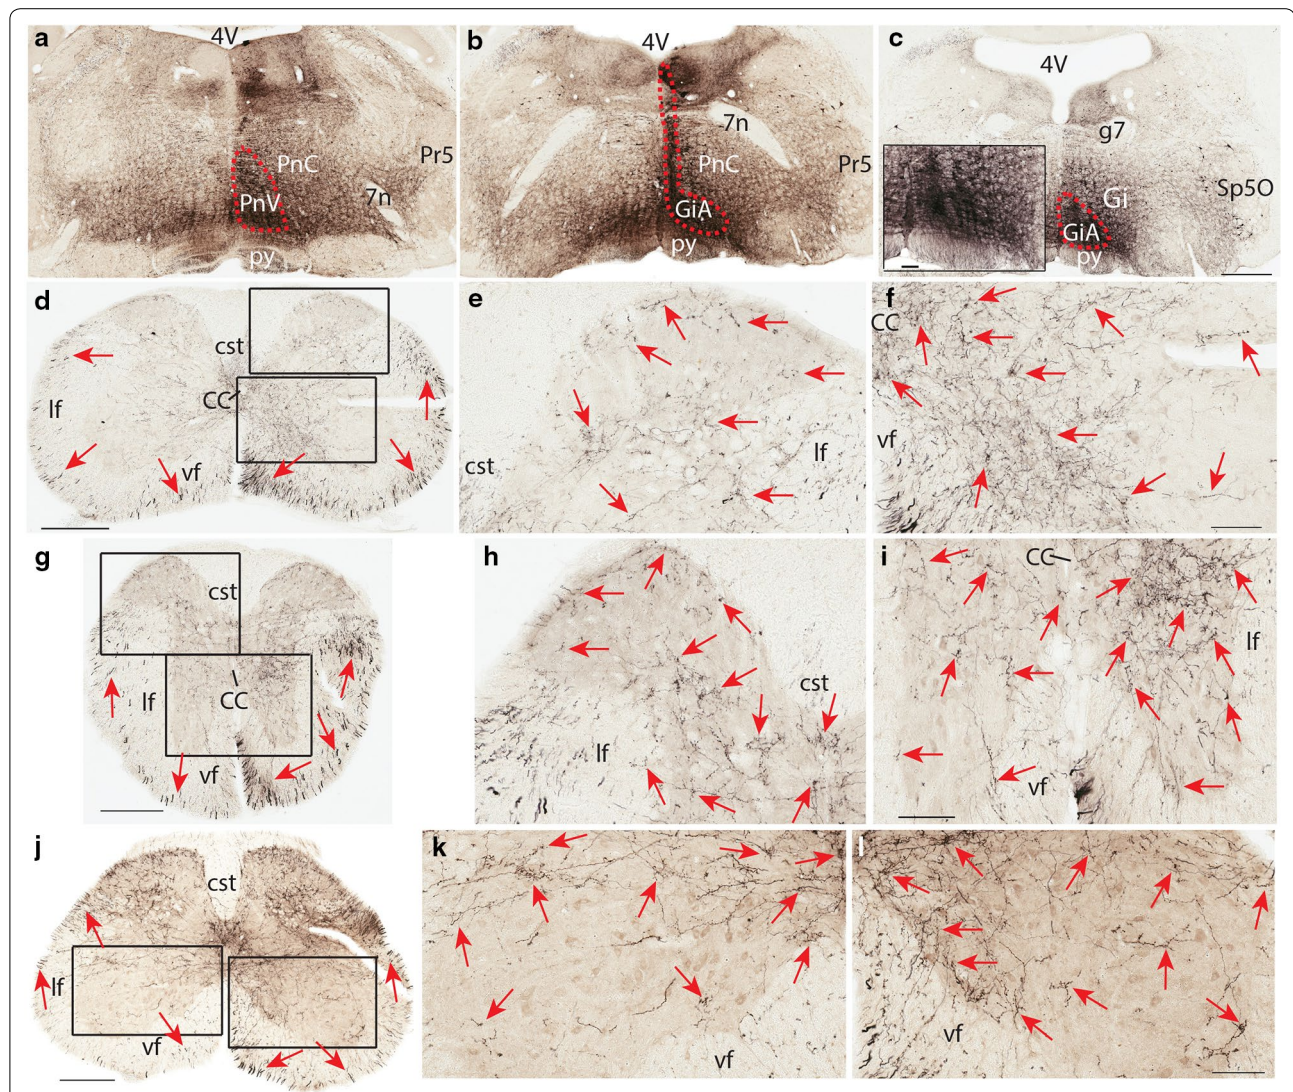 a
4V
PnC
PnV
Pr5
7n
py
b
4V
7n
PnC
Pr5
GiA
py
c
4V
g7
Gi
Sp5O
GiA
py
d
cst
CC
lf
vf
e
cst
lf
f
CC
vf
g
cst
lf
CC
vf
h
cst
lf
i
CC
lf
vf
j
cst
lf
vf
k
vf
l
vf